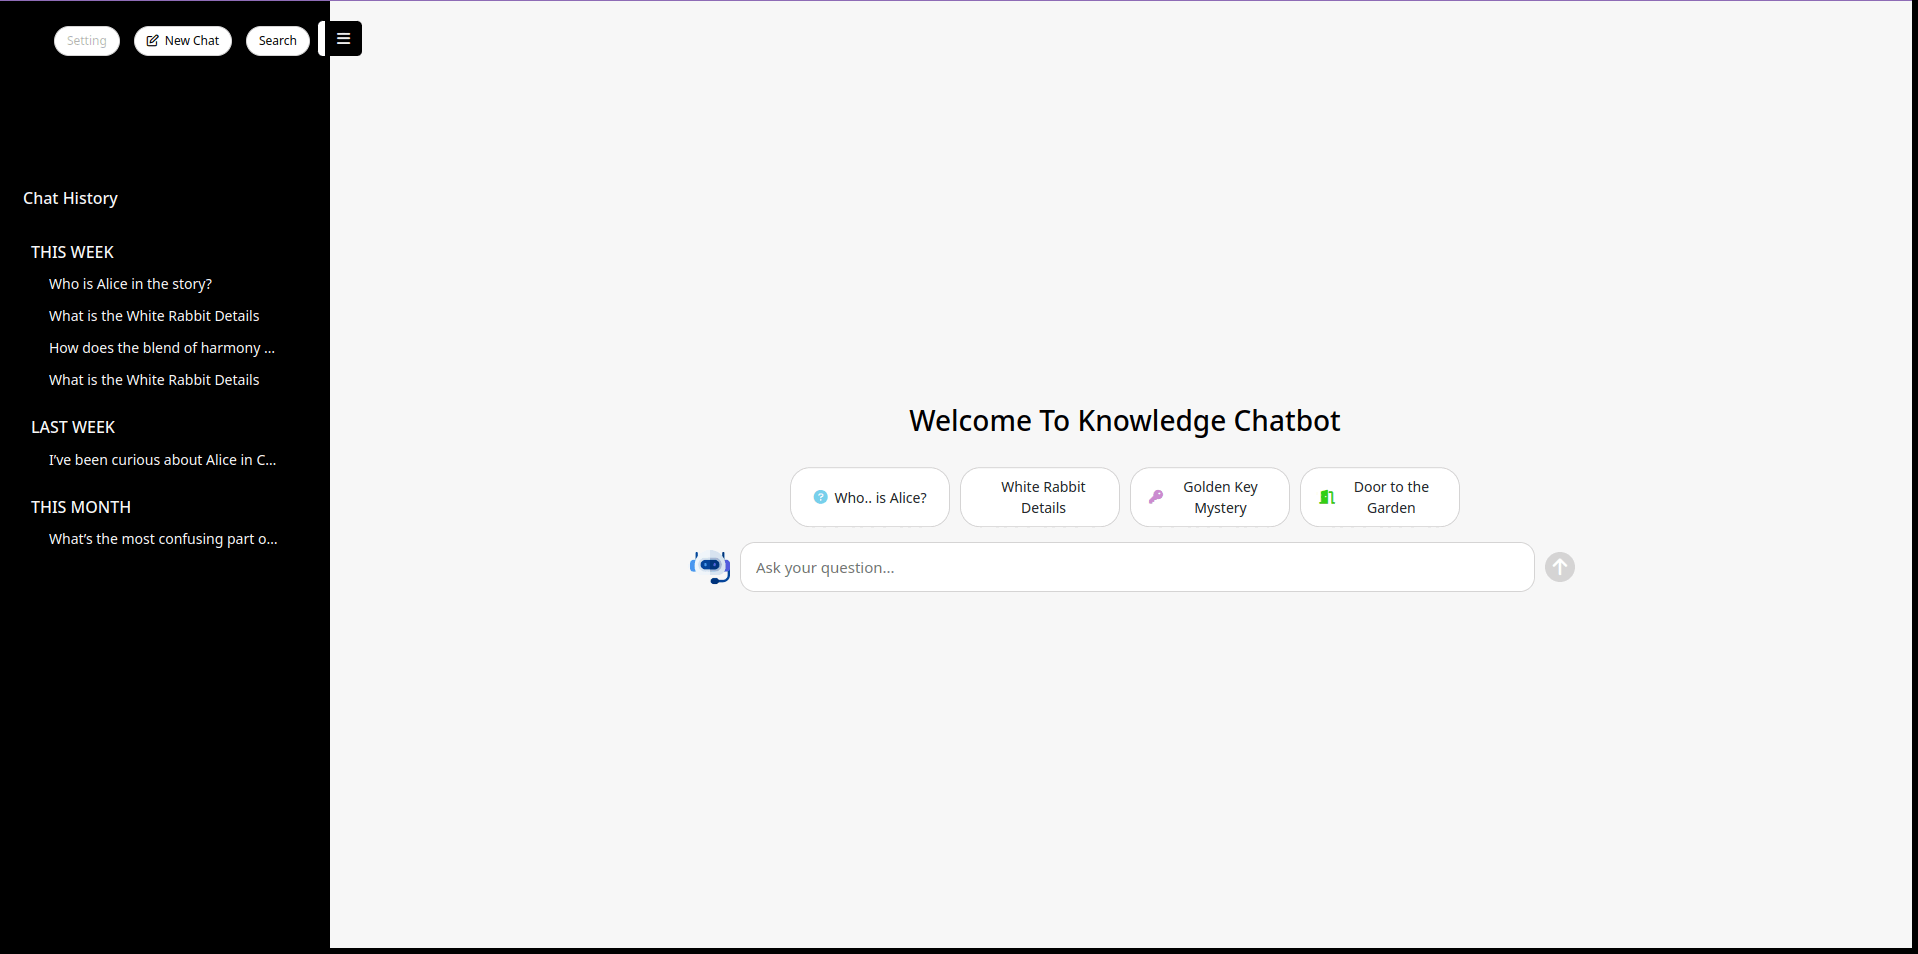 Setting
New Chat
Search
Chat History
THIS WEEK
Who is Alice in the story?
What is the White Rabbit Details
How does the blend of harmony ...
What is the White Rabbit Details
LAST WEEK
I’ve been curious about Alice in C...
THIS MONTH
What’s the most confusing part o...
Welcome To Knowledge Chatbot
? Who.. is Alice?
White Rabbit
Details
Golden Key
Mystery
Door to the
Garden
Ask your question...